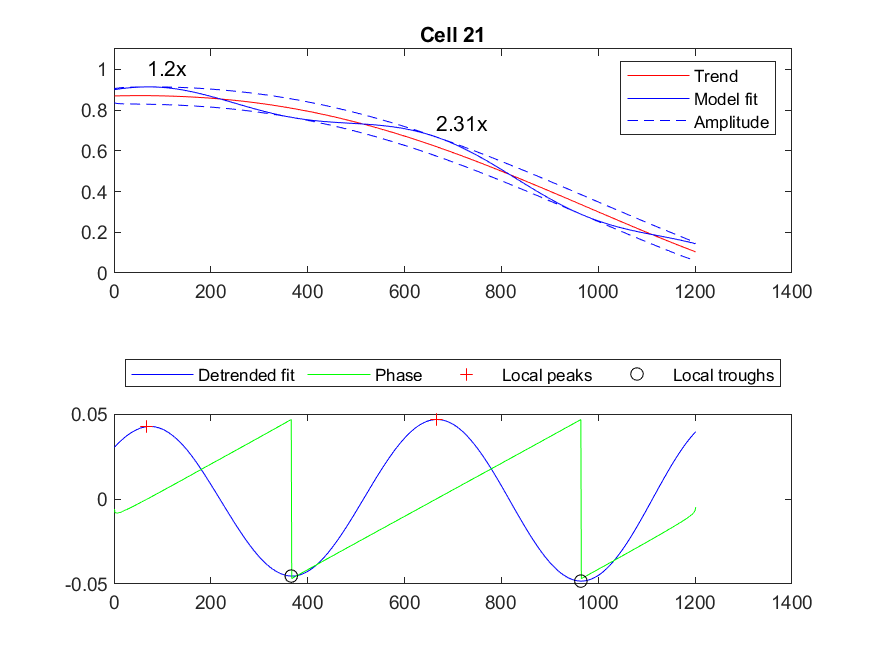 Cell 21
1.2x
2.31x
Trend
Model fit
Amplitude
1
0.8
0.6
0.4
0.2
0
0 200 400 600 800 1000 1200 1400
Detrended fit Phase Local peaks Local troughs
0.05
0
-0.05
0 200 400 600 800 1000 1200 1400